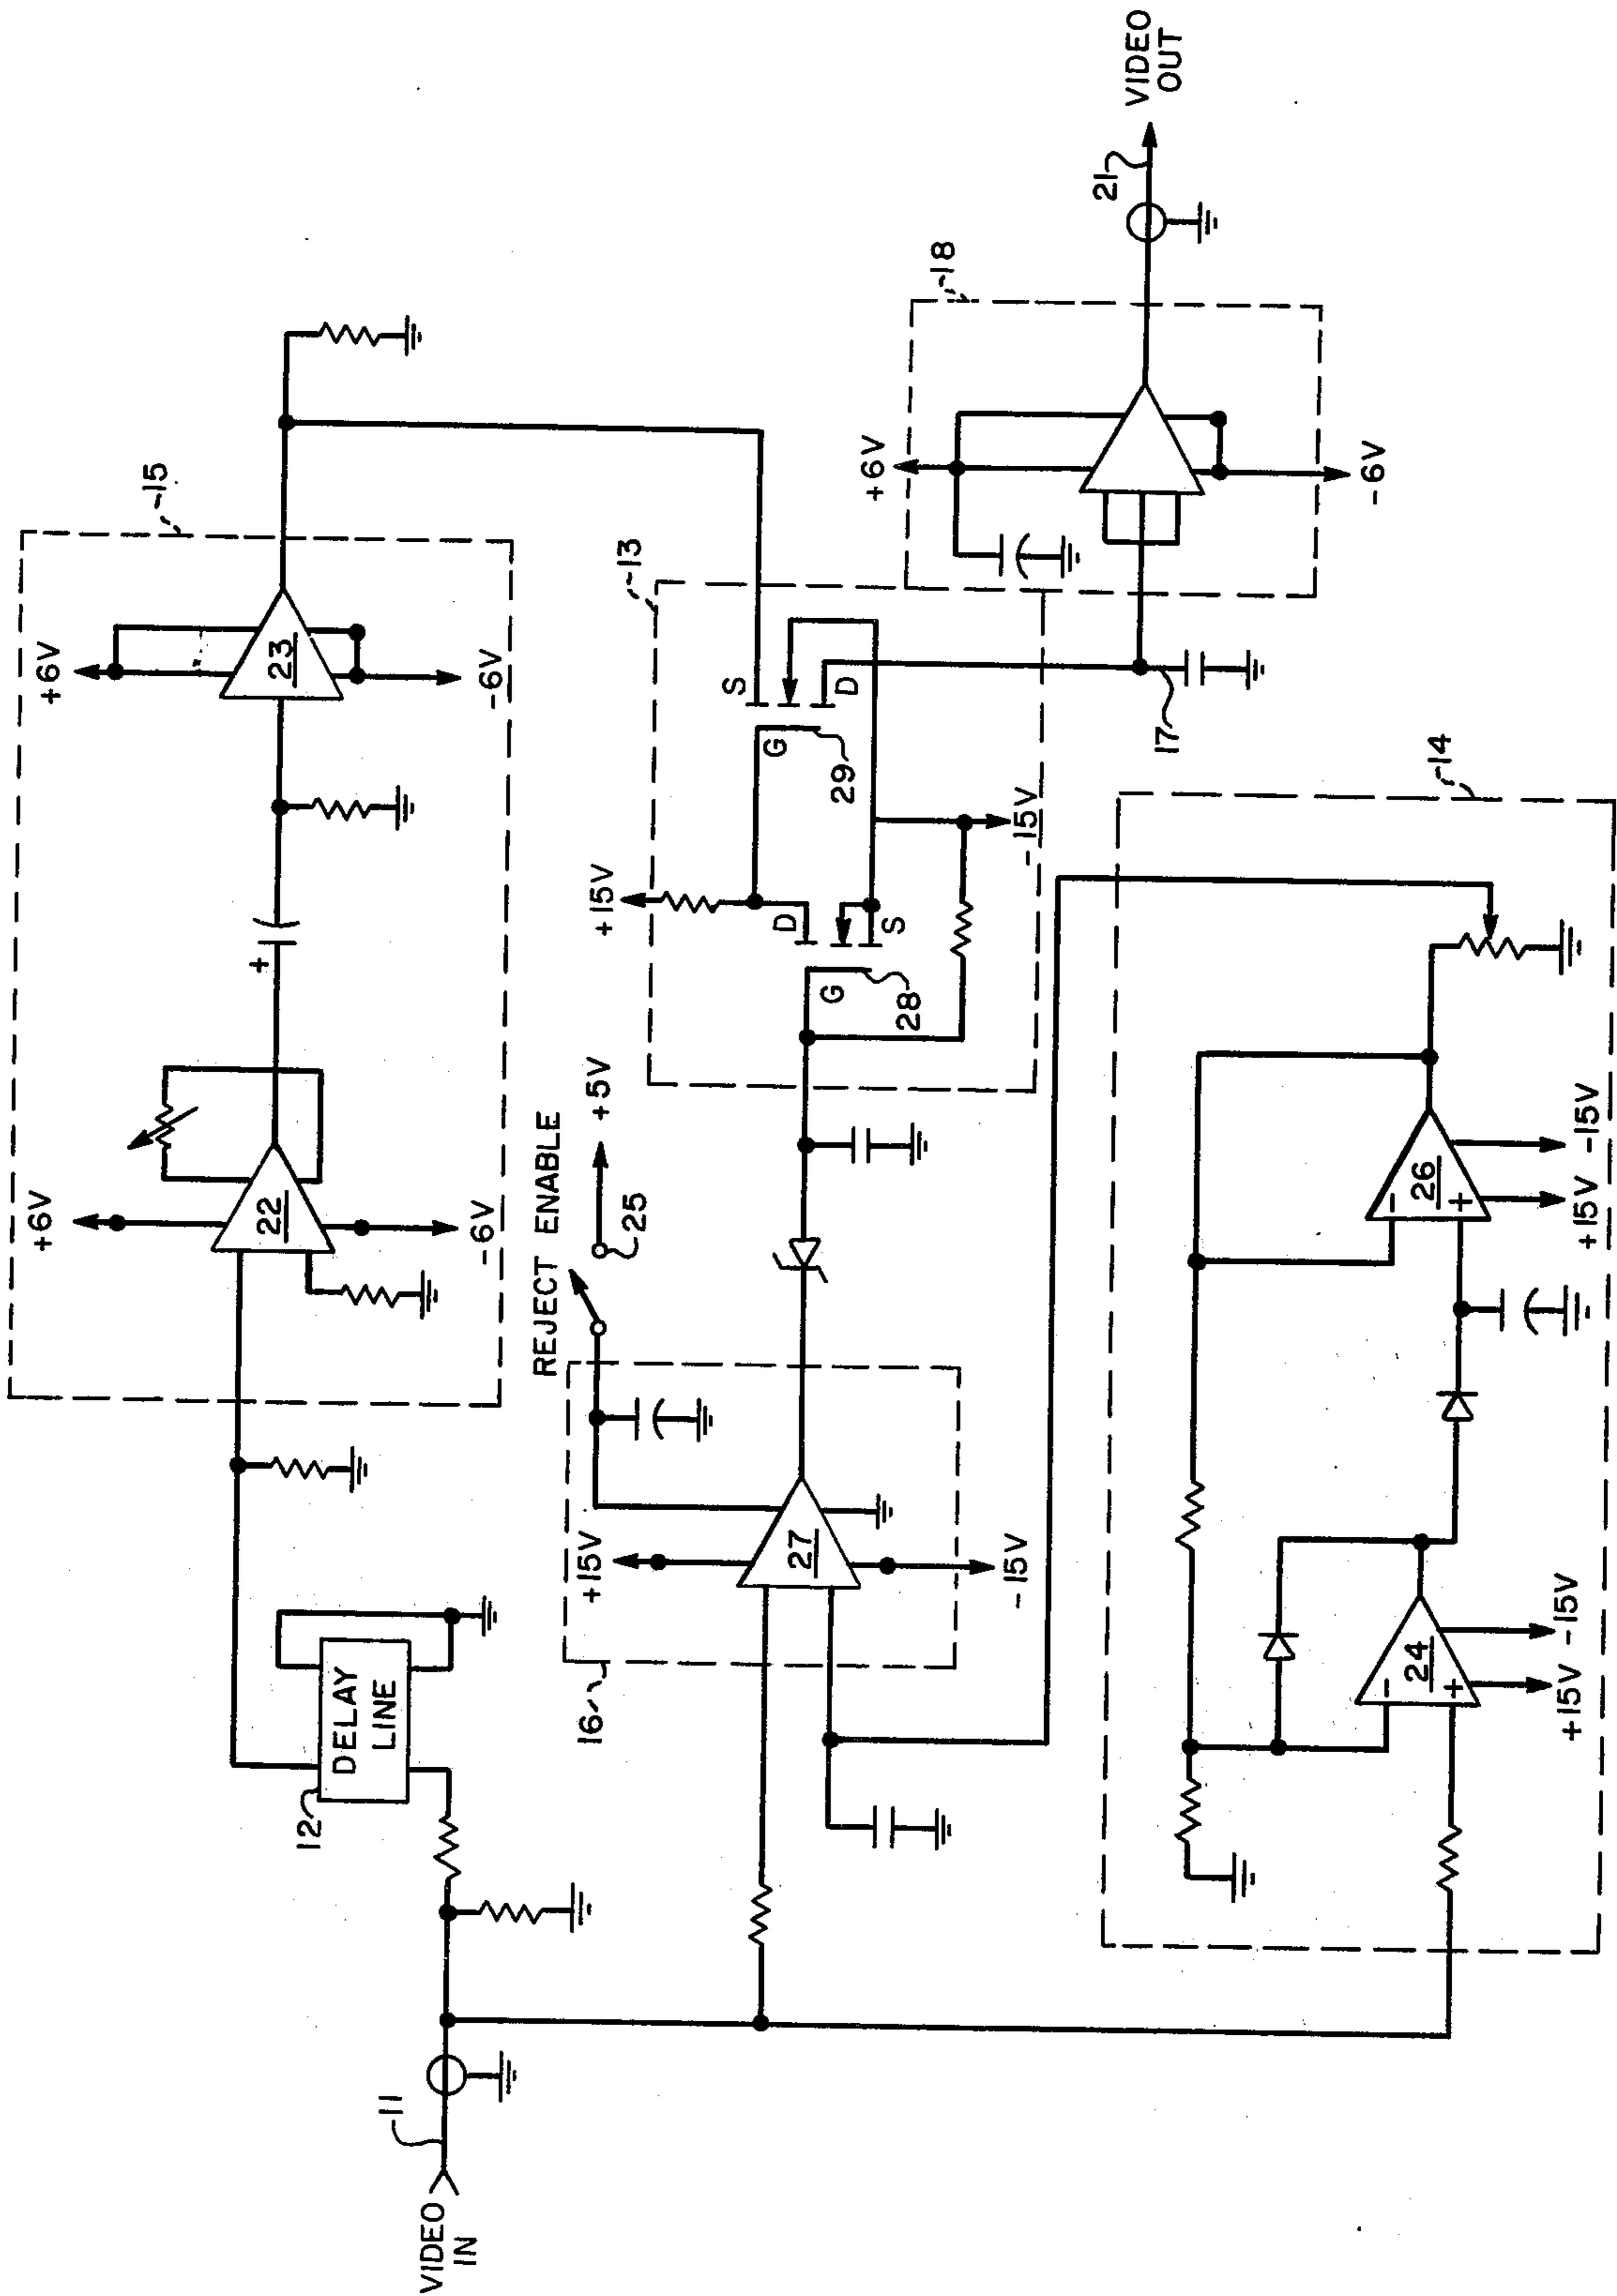 VIDEO
IN
11
12
DELAY
LINE
+6V
22
-6V
+
+6V
23
-6V
15
16
+15V
27
-15V
REJECT ENABLE
25
+5V
+15V
13
G
28
D
S
G
29
S
D
-15V
17
+6V
18
-6V
21
VIDEO
OUT
14
-
24
+
+15V
-15V
-
26
+
+15V
-15V